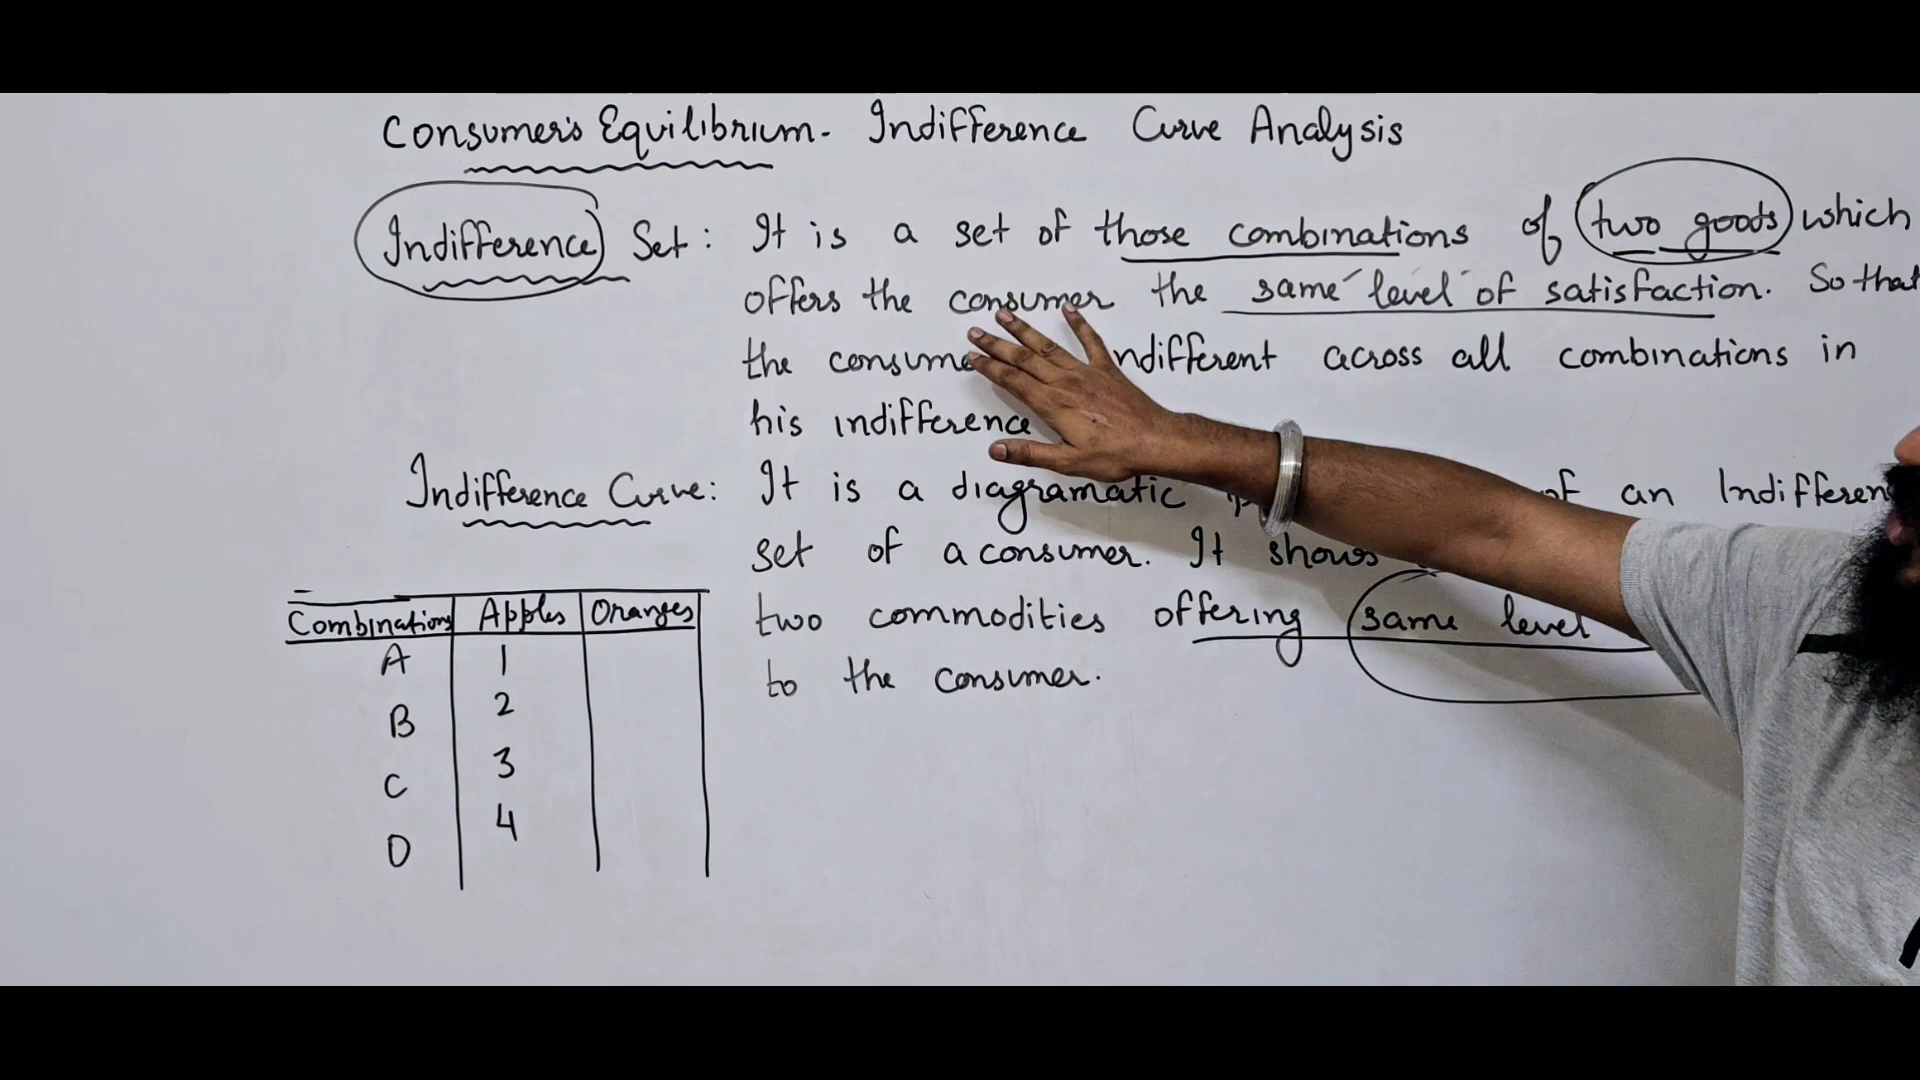 Consumer's Equilibrium - Indifference Curve Analysis
Indifference Set : It is a set of those combinations of two goods which
offers the consumer the same level of satisfaction. So that
the indifferent across all combinations in
his indifference
Indifference Curve : It is a diagramatic of an
set of a consumer. It shows
two commodities offering same level
to the consumer.
Combinations Apples Oranges
A 1
B 2
C 3
D 4